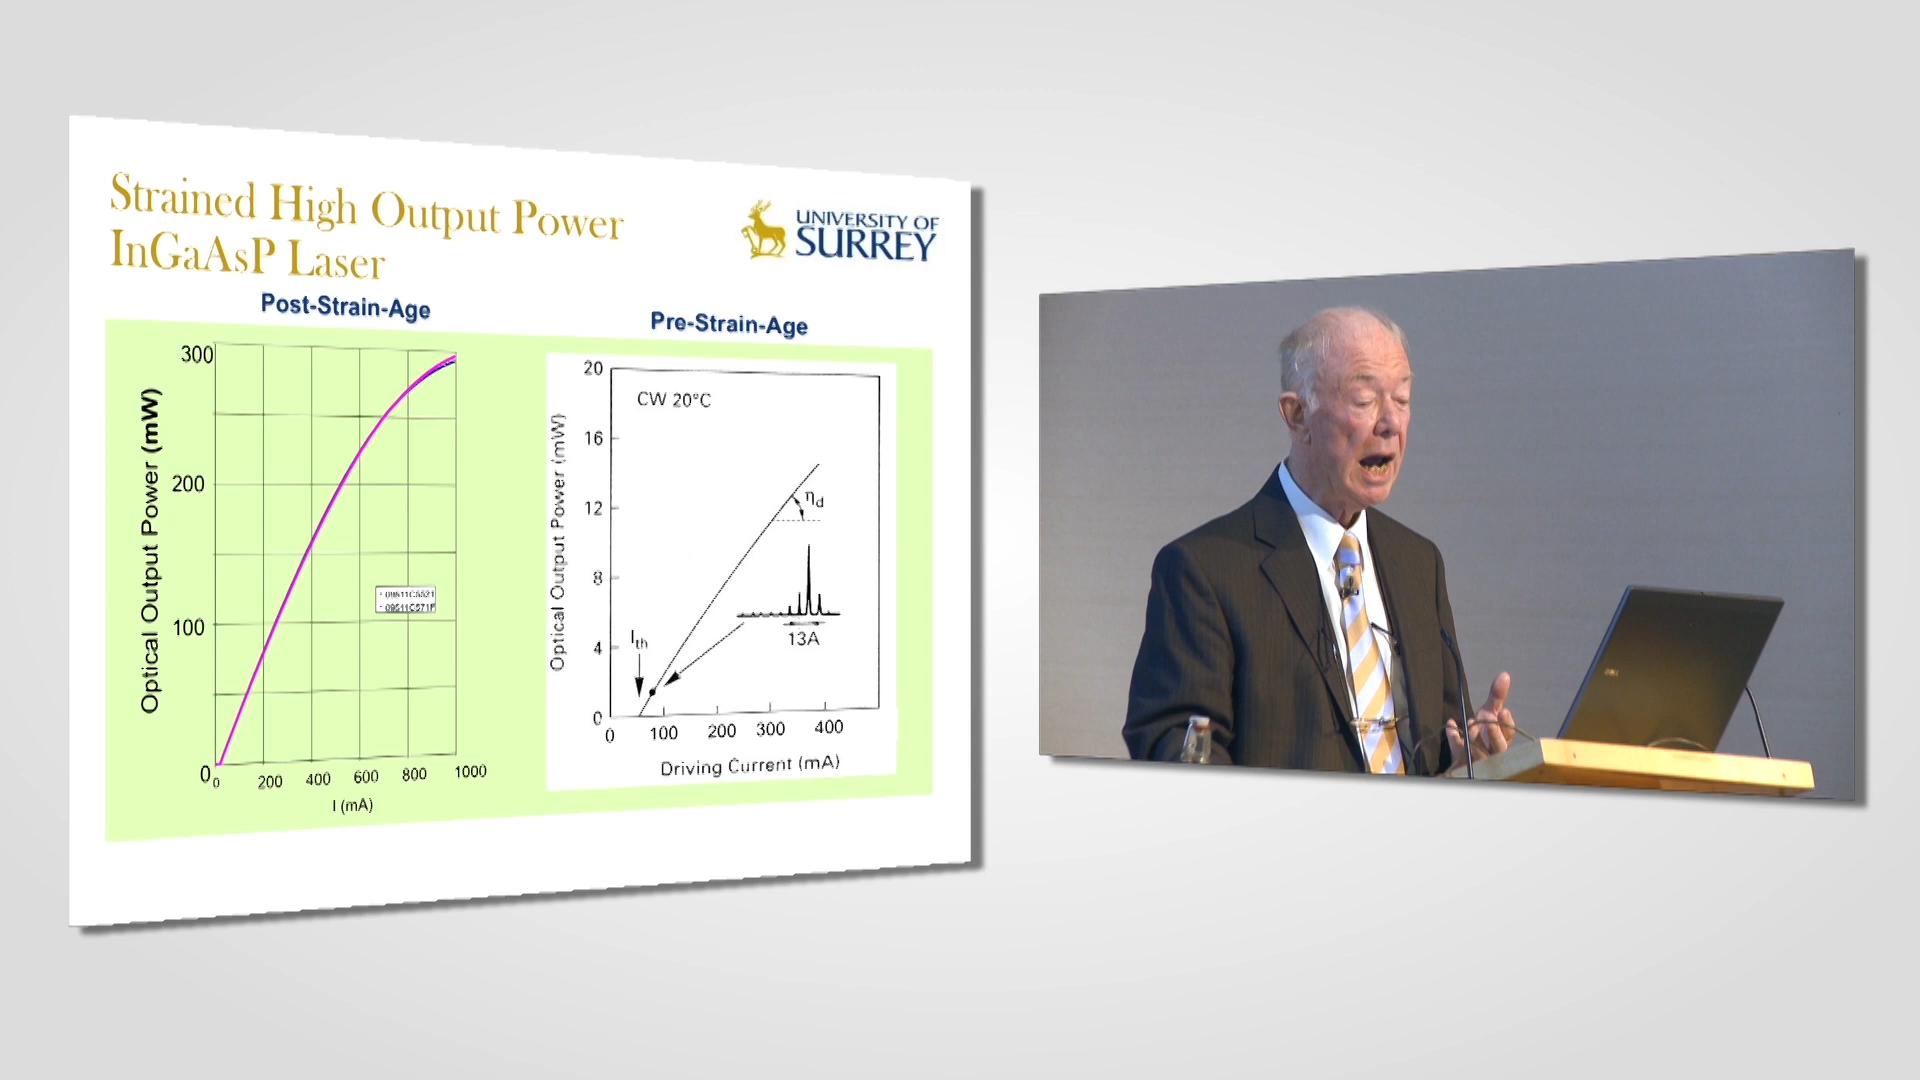 Strained High Output Power
InGaAsP Laser
UNIVERSITY OF
SURREY
Post-Strain-Age
Pre-Strain-Age
Optical Output Power (mW)
300
200
100
0
0 200 400 600 800 1000
I (mA)
Optical Output Power (mW)
20
16
12
8
4
0
CW 20°C
ηd
Ith
13A
0 100 200 300 400
Driving Current (mA)